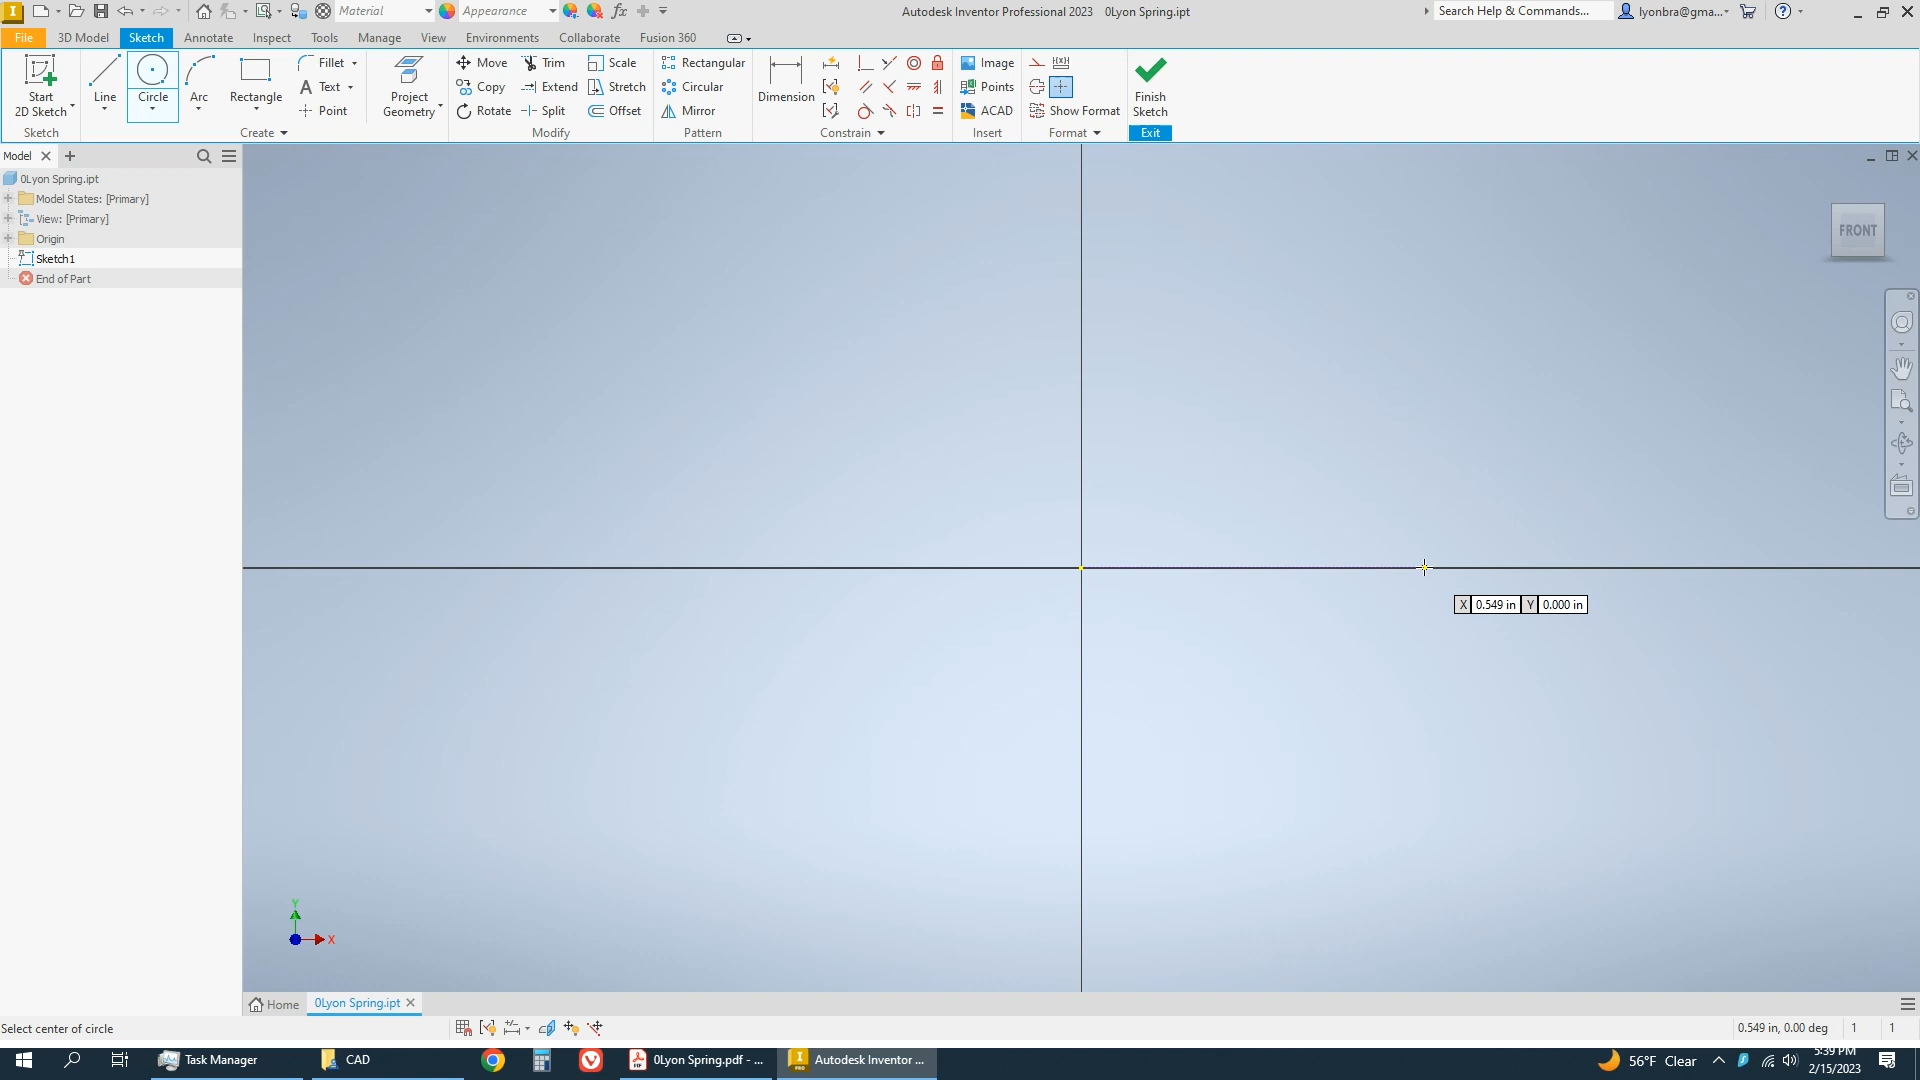 I Material Appearance fx Autodesk Inventor Professional 2023 0Lyon Spring.ipt Search Help & Commands... lyonbra@gma...
File 3D Model Sketch Annotate Inspect Tools Manage View Environments Collaborate Fusion 360
Start
2D Sketch
Line
Circle
Arc
Rectangle
Fillet
A Text
Point
Project
Geometry
Move Trim Scale
Copy Extend Stretch
Rotate Split Offset
Rectangular
Circular
Mirror
Dimension
Image
Points
ACAD
Show Format
Finish
Sketch
Sketch Create Modify Pattern Constrain Insert Format Exit
Model
0Lyon Spring.ipt
Model States: [Primary]
View: [Primary]
Origin
Sketch1
End of Part
FRONT
X 0.549 in Y 0.000 in
Y
X
Home 0Lyon Spring.ipt
Select center of circle 0.549 in, 0.00 deg 1 1
Task Manager CAD 0Lyon Spring.pdf - ... Autodesk Inventor ... 56°F Clear 5:39 PM
2/15/2023